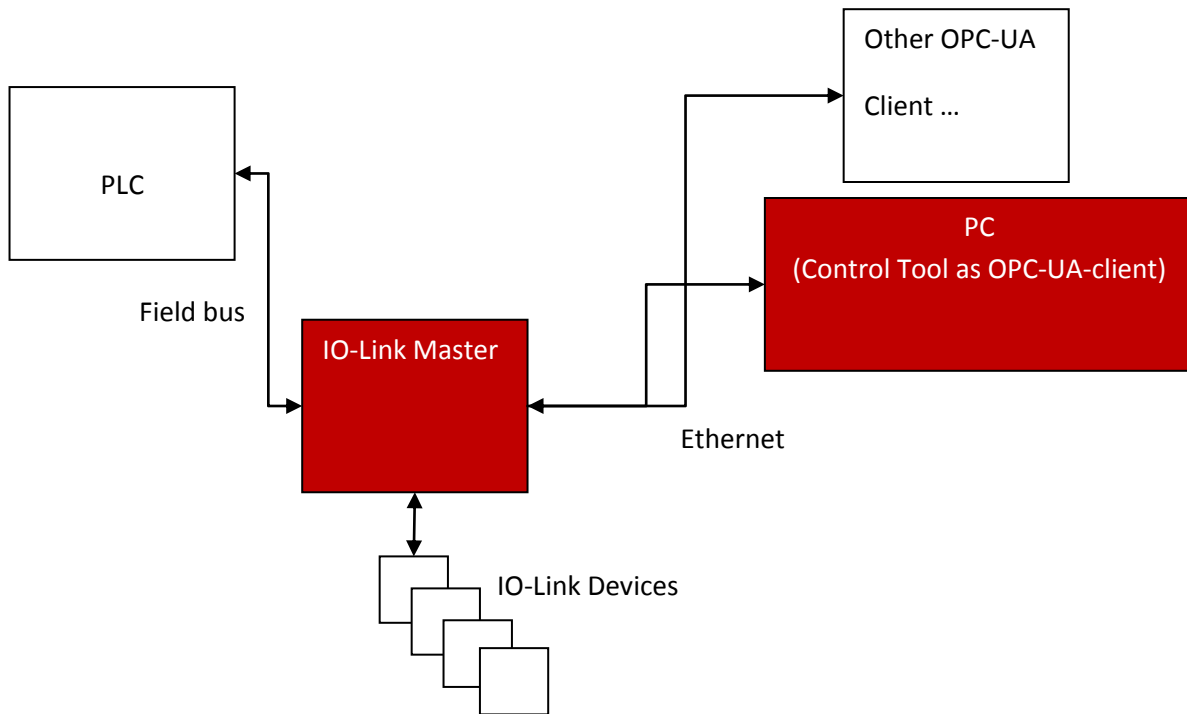 Other OPC-UA
Client …
PLC
PC
(Control Tool as OPC-UA-client)
Field bus
IO-Link Master
Ethernet
IO-Link Devices